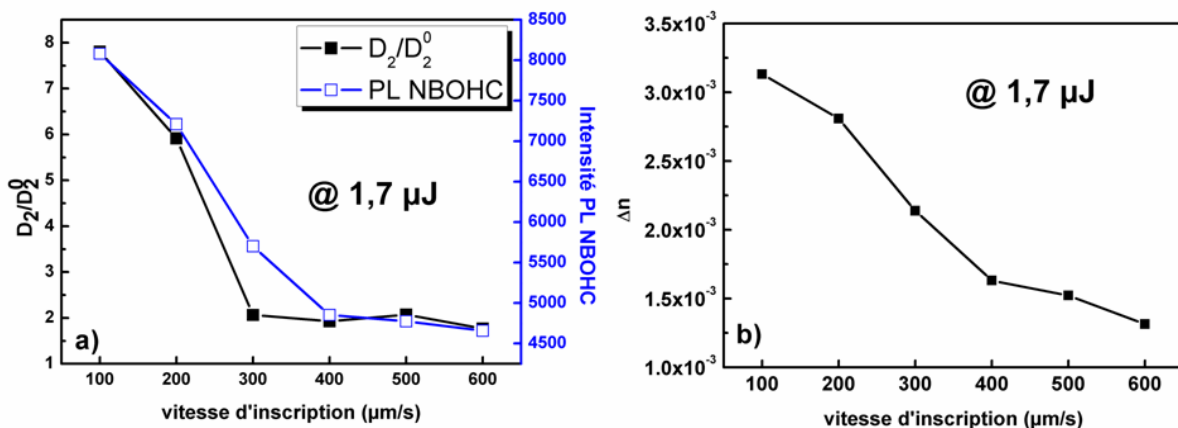 D₂/D₂⁰
PL NBOHC
@ 1,7 µJ
a)
D₂/D₂⁰
8
7
6
5
4
3
2
1
100 200 300 400 500 600
vitesse d'inscription (µm/s)
8500
8000
7500
7000
6500
6000
5500
5000
4500
Intensité PL NBOHC
@ 1,7 µJ
b)
Δn
3.5x10⁻³
3.0x10⁻³
2.5x10⁻³
2.0x10⁻³
1.5x10⁻³
1.0x10⁻³
100 200 300 400 500 600
vitesse d'inscription (µm/s)